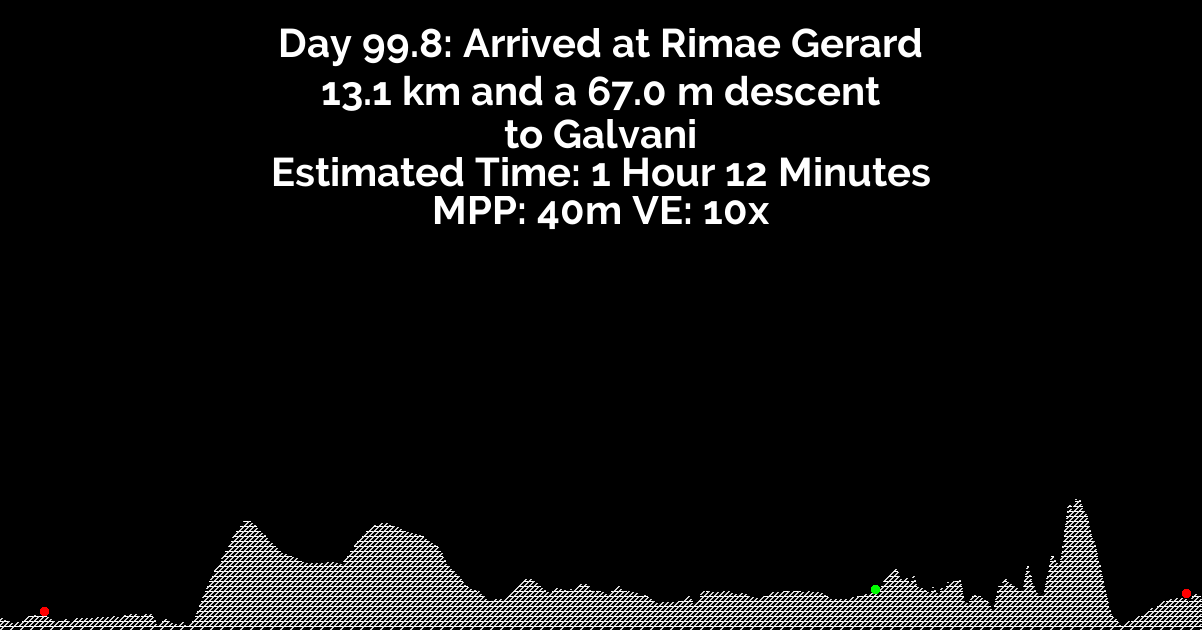 Day 99.8: Arrived at Rimae Gerard
13.1 km and a 67.0 m descent
to Galvani
Estimated Time: 1 Hour 12 Minutes
MPP: 40m VE: 10x